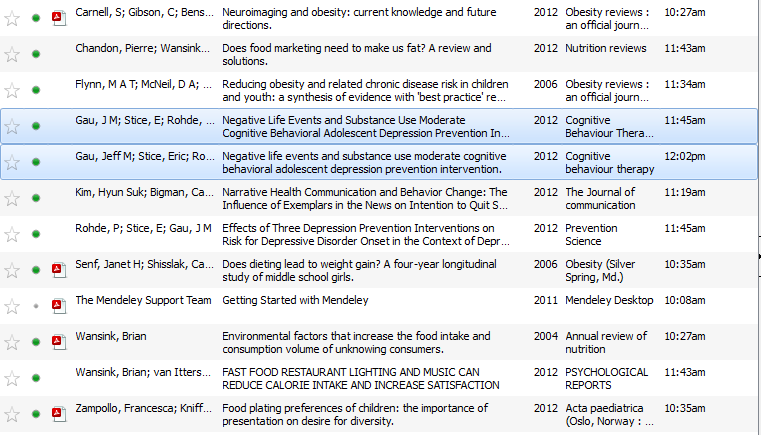 Carnell, S; Gibson, C; Bens... Neuroimaging and obesity: current knowledge and future 2012 Obesity reviews : 10:27am
directions. an official journ...
Chandon, Pierre; Wansink... Does food marketing need to make us fat? A review and 2012 Nutrition reviews 11:43am
solutions.
Flynn, M A T; McNeil, D A; ... Reducing obesity and related chronic disease risk in children 2006 Obesity reviews : 11:34am
and youth: a synthesis of evidence with 'best practice' re... an official journ...
Gau, J M; Stice, E; Rohde, ... Negative Life Events and Substance Use Moderate 2012 Cognitive 11:45am
Cognitive Behavioral Adolescent Depression Prevention In... Behaviour Thera...
Gau, Jeff M; Stice, Eric; Ro... Negative life events and substance use moderate cognitive 2012 Cognitive 12:02pm
behavioral adolescent depression prevention intervention. behaviour therapy
Kim, Hyun Suk; Bigman, Ca... Narrative Health Communication and Behavior Change: The 2012 The Journal of 11:19am
Influence of Exemplars in the News on Intention to Quit S... communication
Rohde, P; Stice, E; Gau, J M Effects of Three Depression Prevention Interventions on 2012 Prevention 11:45am
Risk for Depressive Disorder Onset in the Context of Depr... Science
Senf, Janet H; Shisslak, Ca... Does dieting lead to weight gain? A four-year longitudinal 2006 Obesity (Silver 10:35am
study of middle school girls. Spring, Md.)
The Mendeley Support Team Getting Started with Mendeley 2011 Mendeley Desktop 10:08am
Wansink, Brian Environmental factors that increase the food intake and 2004 Annual review of 10:27am
consumption volume of unknowing consumers. nutrition
Wansink, Brian; van Itters... FAST FOOD RESTAURANT LIGHTING AND MUSIC CAN 2012 PSYCHOLOGICAL 11:43am
REDUCE CALORIE INTAKE AND INCREASE SATISFACTION REPORTS
Zampollo, Francesca; Kniff... Food plating preferences of children: the importance of 2012 Acta paediatrica 10:35am
presentation on desire for diversity. (Oslo, Norway : ...